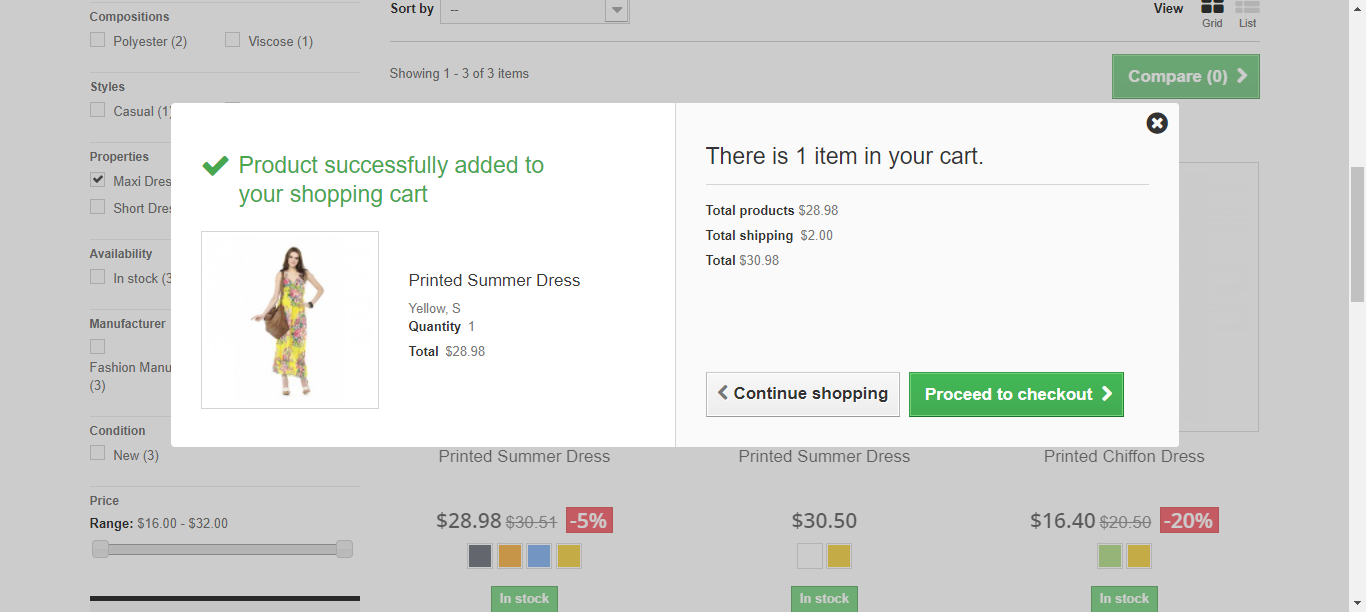 Compositions
Polyester (2)
Viscose (1)
Styles
Casual (1)
Properties
Maxi Dres
Short Dres
Availability
In stock (3
Manufacturer
Fashion Manu
(3)
Condition
New (3)
Price
Range: $16.00 - $32.00
Sort by
--
View
Grid
List
Showing 1 - 3 of 3 items
Compare (0)
Product successfully added to
your shopping cart
Printed Summer Dress
Yellow, S
Quantity 1
Total $28.98
There is 1 item in your cart.
Total products $28.98
Total shipping $2.00
Total $30.98
Continue shopping
Proceed to checkout
Printed Summer Dress
$28.98 $30.51 -5%
In stock
Printed Summer Dress
$30.50
In stock
Printed Chiffon Dress
$16.40 $20.50 -20%
In stock